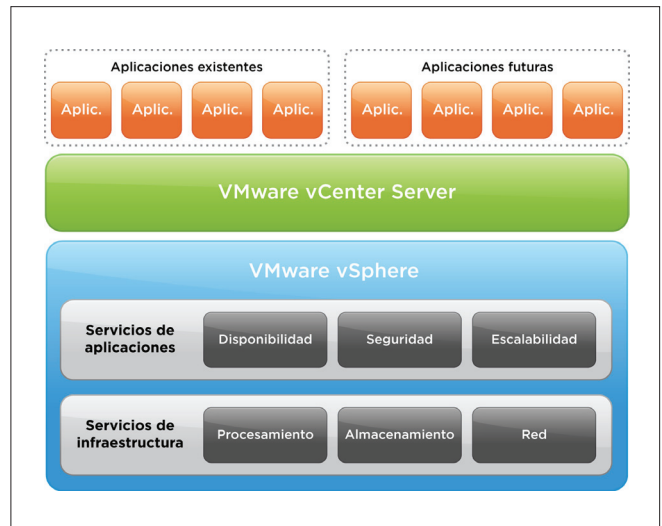 Aplicaciones existentes
Aplicaciones futuras
Aplic. Aplic. Aplic. Aplic.
Aplic. Aplic. Aplic. Aplic.
VMware vCenter Server
VMware vSphere
Servicios de
aplicaciones
Disponibilidad
Seguridad
Escalabilidad
Servicios de
infraestructura
Procesamiento
Almacenamiento
Red